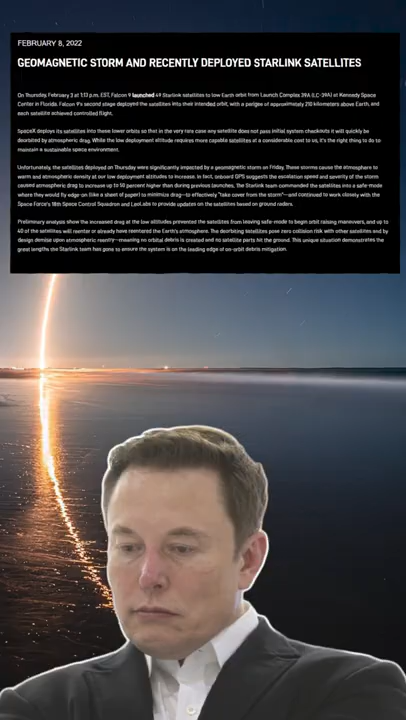 FEBRUARY 8, 2022
GEOMAGNETIC STORM AND RECENTLY DEPLOYED STARLINK SATELLITES
On Thursday, February 3 at 1:13 p.m. EST, Falcon 9 launched 49 Starlink satellites to low Earth orbit from Launch Complex 39A (LC-39A) at Kennedy Space
Center in Florida. Falcon 9's second stage deployed the satellites into their intended orbit, with a perigee of approximately 210 kilometers above Earth, and
each satellite achieved controlled flight.
SpaceX deploys its satellites into these lower orbits so that in the very rare case any satellite does not pass initial system checkouts it will quickly be
deorbited by atmospheric drag. While the low deployment altitude requires more capable satellites at a considerable cost to us, it's the right thing to do to
maintain a sustainable space environment.
Unfortunately, the satellites deployed on Thursday were significantly impacted by a geomagnetic storm on Friday. These storms cause the atmosphere to
warm and atmospheric density at our low deployment altitudes to increase. In fact, onboard GPS suggests the escalation speed and severity of the storm
caused atmospheric drag to increase up to 50 percent higher than during previous launches. The Starlink team commanded the satellites into a safe-mode
where they would fly edge-on (like a sheet of paper) to minimize drag—to effectively "take cover from the storm"—and continued to work closely with the
Space Force's 18th Space Control Squadron and LeoLabs to provide updates on the satellites based on ground radars.
Preliminary analysis show the increased drag at the low altitudes prevented the satellites from leaving safe-mode to begin orbit raising maneuvers, and up to
40 of the satellites will reenter or already have reentered the Earth's atmosphere. The deorbiting satellites pose zero collision risk with other satellites and by
design demise upon atmospheric reentry—meaning no orbital debris is created and no satellite parts hit the ground. This unique situation demonstrates the
great lengths the Starlink team has gone to ensure the system is on the leading edge of on-orbit debris mitigation.